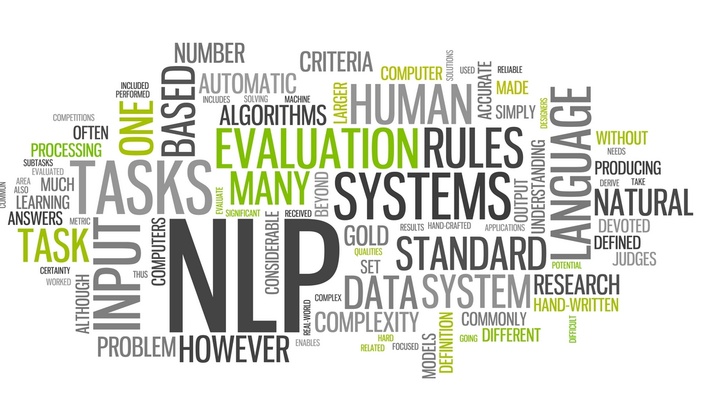 NUMBER
CRITERIA
SOLUTIONS
COMPUTER
USED
RELIABLE
INCLUDED
PERFORMED
AUTOMATIC
ACCURATE
MADE
INCLUDES
SOLVING
MACHINE
LARGER
HUMAN
SIMPLY
DESIGNERS
LANGUAGE
COMPETITIONS
ONE
BASED
ALGORITHMS
OFTEN
EVALUATION
RULES
WITHOUT
PROCESSING
NEEDS
SUBTASKS
EVALUATED
TASKS
MANY
BEYOND
SYSTEMS
OUTPUT
UNDERSTANDING
PRODUCING
COMMON
AREA
MUCH
DERIVE
TAKE
ALSO
LEARNING
EVALUATE
NATURAL
ANSWERS
METRIC
SIGNIFICANT
CONSIDERABLE
RECEIVED
TASK
INPUT
COMPUTERS
NLP
GOLD
RESULTS
HAND-CRAFTED
APPLICATIONS
DEVOTED
STANDARD
DEFINED
QUALITIES
JUDGES
CERTAINTY
SET
POTENTIAL
WORKED
THUS
DATA
SYSTEM
RESEARCH
ALTHOUGH
COMPLEX
REAL-WORLD
HAND-WRITTEN
COMPLEXITY
MODELS
DEFINITION
COMMONLY
DIFFICULT
PROBLEM
HOWEVER
ENABLES
HARD
GOING
DIFFERENT
RELATED
FOCUSED